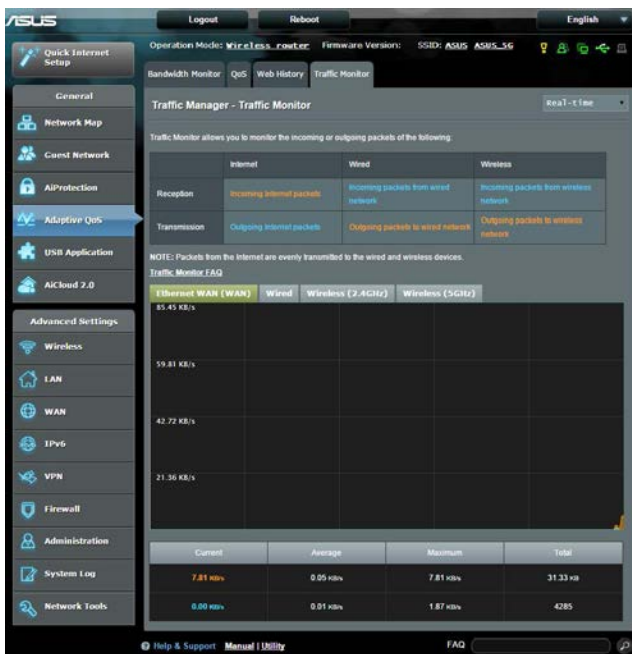 ASUS
Logout
Reboot
English
Quick Internet Setup
Operation Mode: Wireless router Firmware Version: SSID: ASUS ASUS_5G
Bandwidth Monitor QoS Web History Traffic Monitor
General
Network Map
Guest Network
AiProtection
Adaptive QoS
USB Application
AiCloud 2.0
Advanced Settings
Wireless
LAN
WAN
IPv6
VPN
Firewall
Administration
System Log
Network Tools
Traffic Manager - Traffic Monitor
Real-time
Traffic Monitor allows you to monitor the incoming or outgoing packets of the following:
Internet Wired Wireless
Reception Incoming Internet packets Incoming packets from wired network Incoming packets from wireless network
Transmission Outgoing Internet packets Outgoing packets to wired network Outgoing packets to wireless network
NOTE: Packets from the Internet are evenly transmitted to the wired and wireless devices.
Traffic Monitor FAQ
Ethernet WAN (WAN) Wired Wireless (2.4GHz) Wireless (5GHz)
85.45 KB/s
59.81 KB/s
42.72 KB/s
21.36 KB/s
Current Average Maximum Total
7.81 KB/s 0.05 KB/s 7.81 KB/s 31.33 KB
0.00 KB/s 0.01 KB/s 1.87 KB/s 4285
Help & Support Manual | Utility FAQ